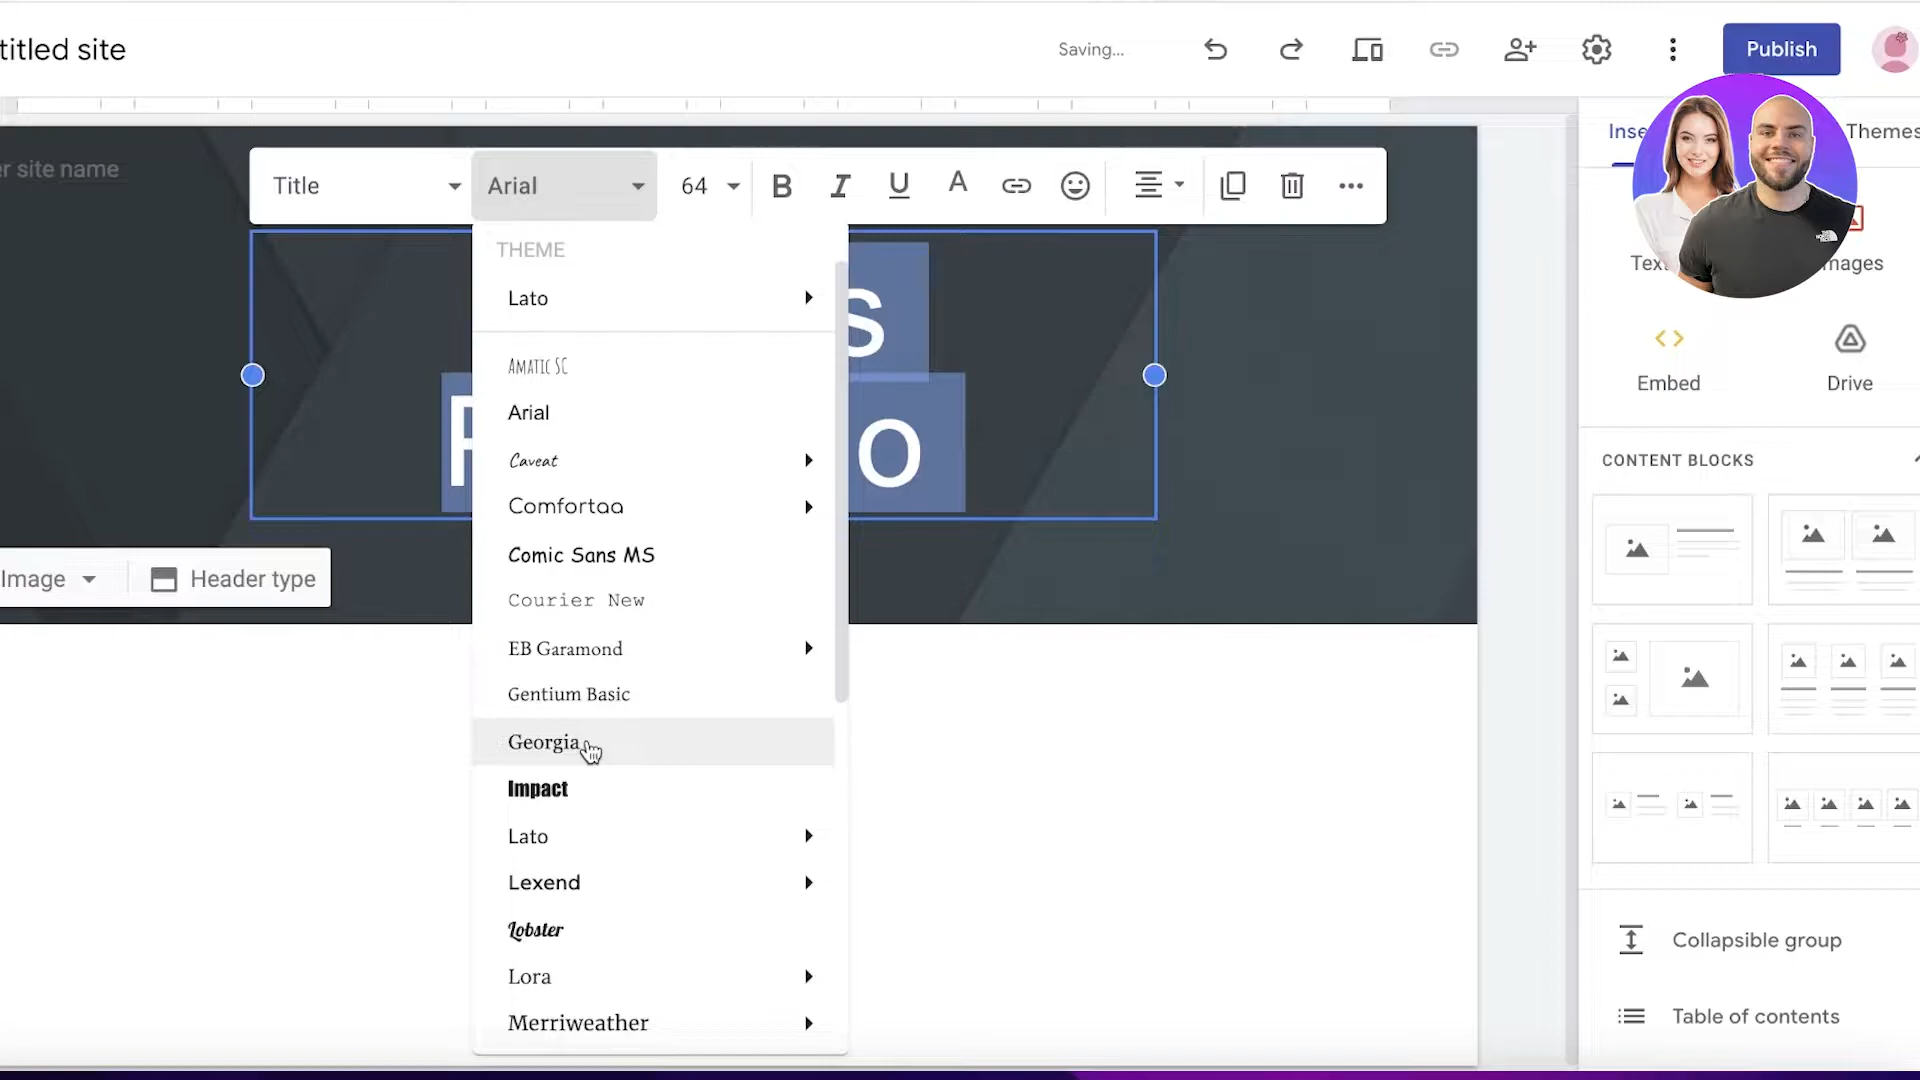 titled site
Saving...
Publish
er site name
Title
Arial
64
B
I
U
A
Themes
THEME
Lato
Amatic SC
Arial
Caveat
Comfortaa
Comic Sans MS
Courier New
EB Garamond
Gentium Basic
Georgia
Impact
Lato
Lexend
Lobster
Lora
Merriweather
s
o
Image
Header type
Inse
Tex
mages
Embed
Drive
CONTENT BLOCKS
Collapsible group
Table of contents